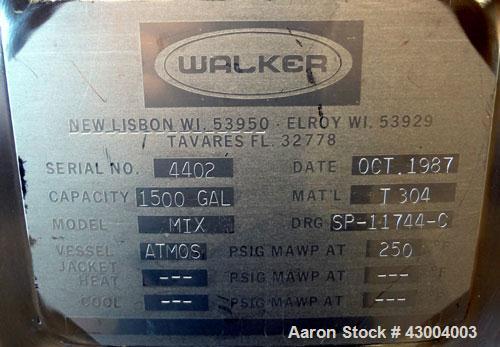 WALKER
NEW LISBON WI. 53950 - ELROY WI. 53929
TAVARES FL. 32778
SERIAL NO. 4402 DATE OCT. 1987
CAPACITY 1500 GAL MAT'L T 304
MODEL MIX DRG SP-11744-C
VESSEL ATMOS PSIG MAWP AT 250
JACKET
HEAT --- PSIG MAWP AT --- °F
COOL --- PSIG MAWP AT ---
Aaron Stock # 43004003